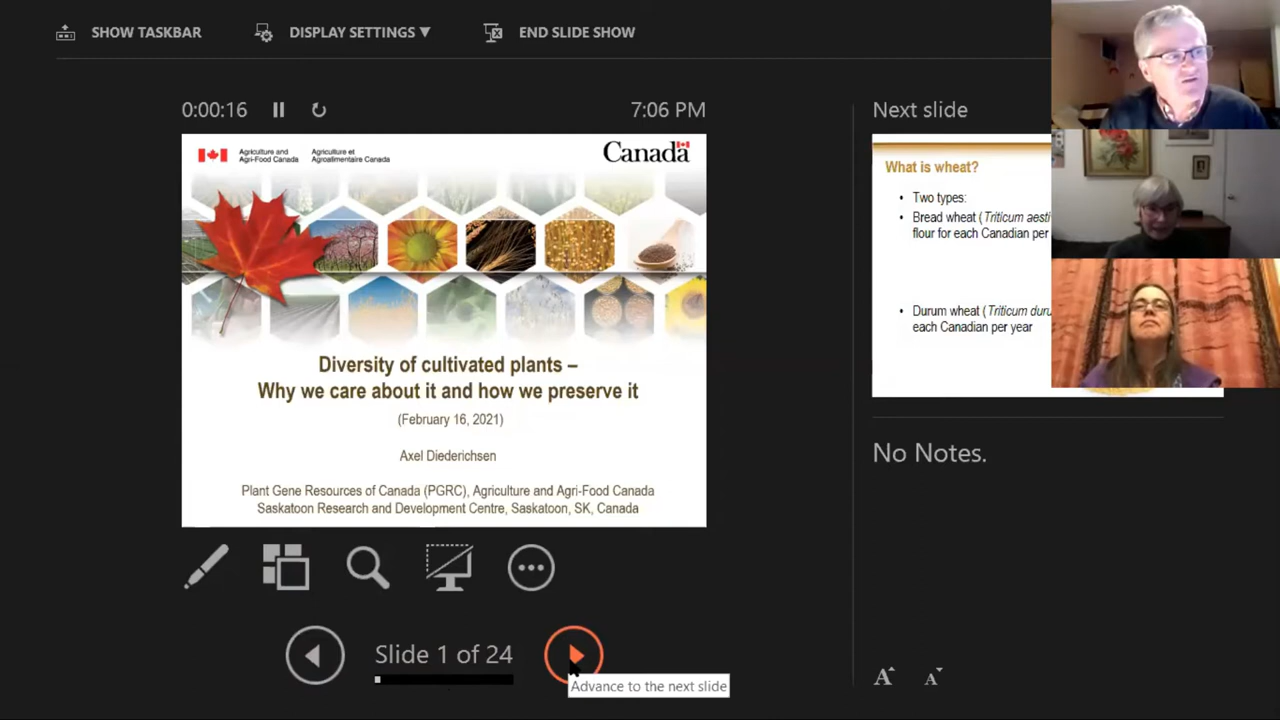 SHOW TASKBAR
DISPLAY SETTINGS ▼
END SLIDE SHOW
0:00:16
7:06 PM
Agriculture and
Agri-Food Canada
Agriculture et
Agroalimentaire Canada
Canada
Diversity of cultivated plants –
Why we care about it and how we preserve it
(February 16, 2021)
Axel Diederichsen
Plant Gene Resources of Canada (PGRC), Agriculture and Agri-Food Canada
Saskatoon Research and Development Centre, Saskatoon, SK, Canada
Slide 1 of 24
Advance to the next slide
Next slide
What is wheat?
• Two types:
• Bread wheat (Triticum aesti
flour for each Canadian per
• Durum wheat (Triticum duru
each Canadian per year
No Notes.
A A